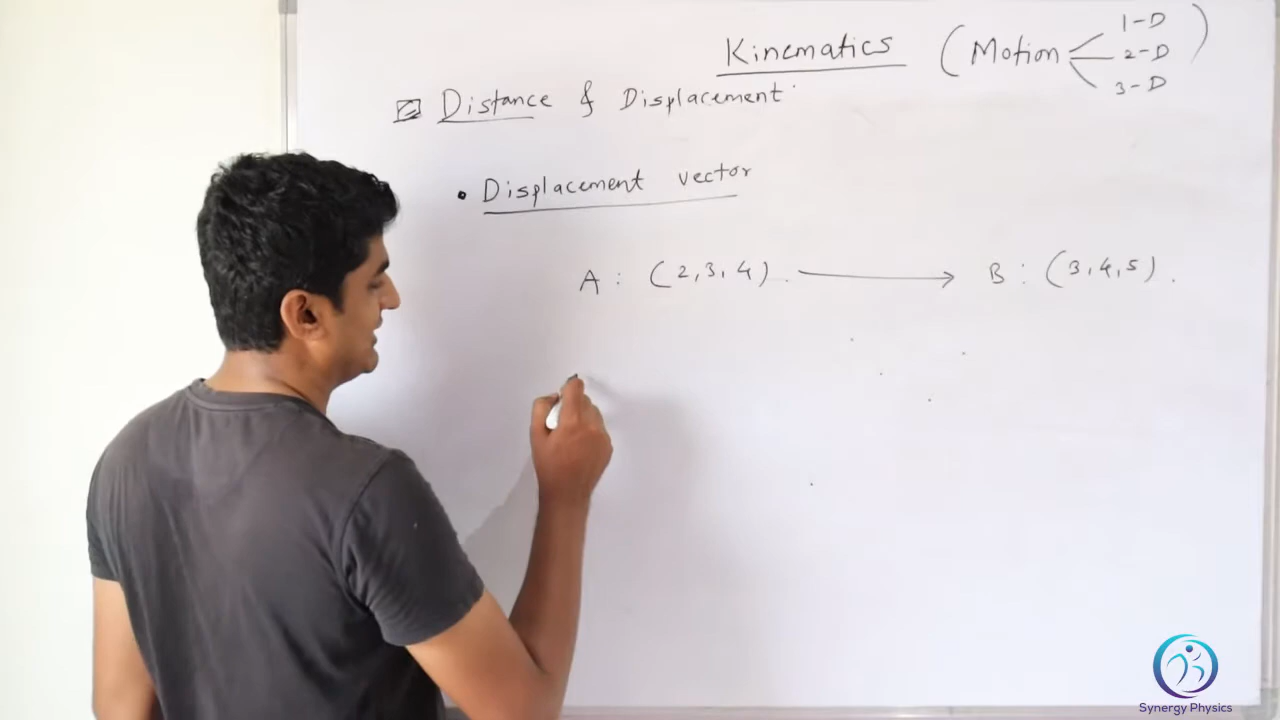 Kinematics (Motion 1-D
2-D
3-D)
Distance & Displacement
• Displacement vector
A : (2,3,4) → B : (3,4,5).
Synergy Physics